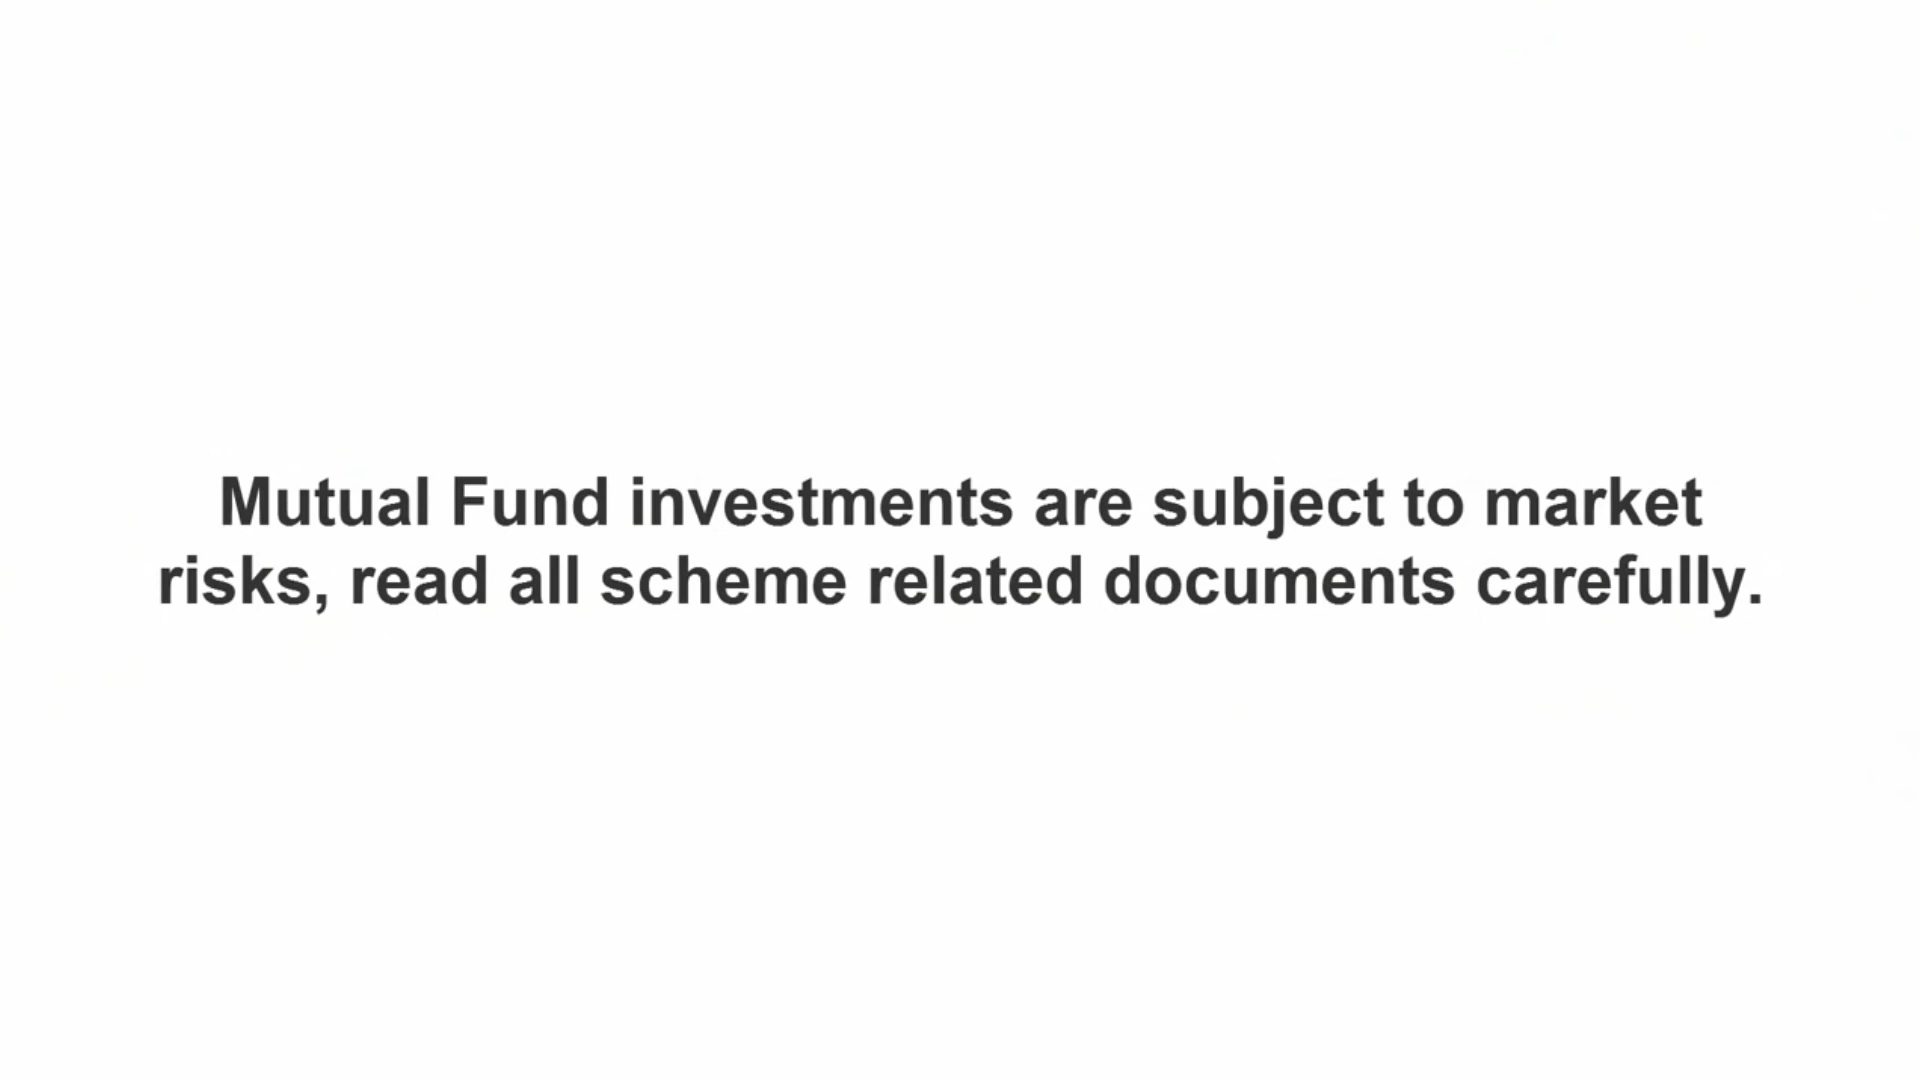 Mutual Fund investments are subject to market
risks, read all scheme related documents carefully.